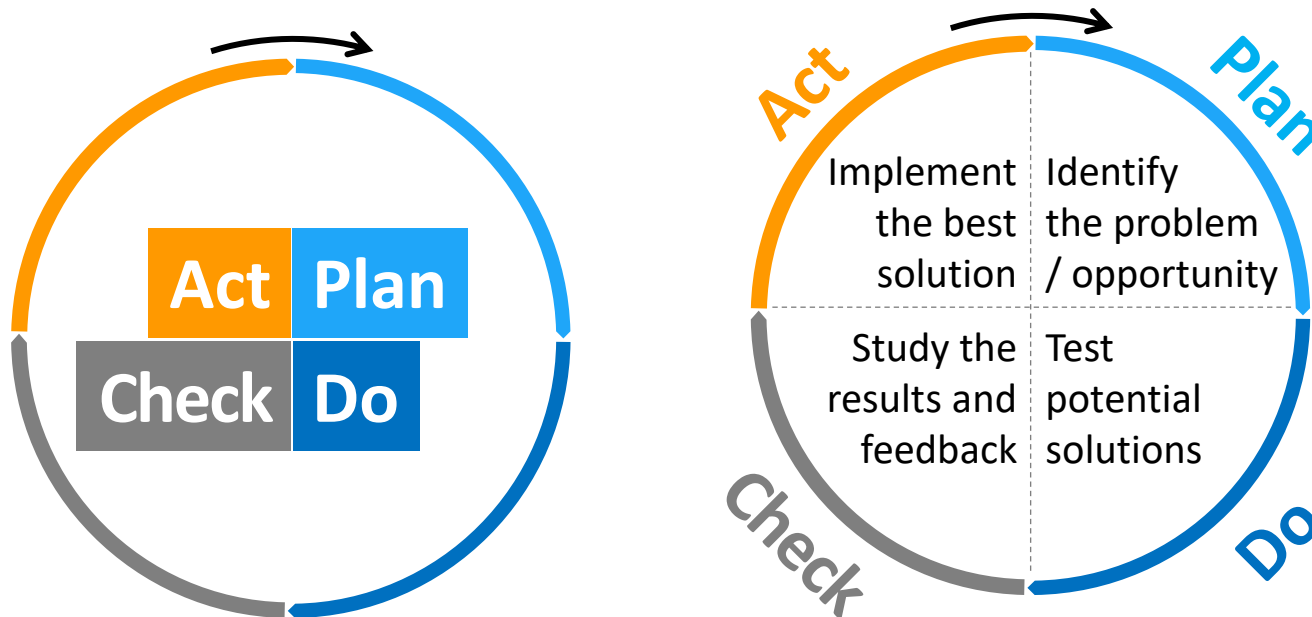 Act
Plan
Check
Do
Act
Plan
Implement
the best
solution
Identify
the problem
/ opportunity
Study the
results and
feedback
Test
potential
solutions
Check
Do